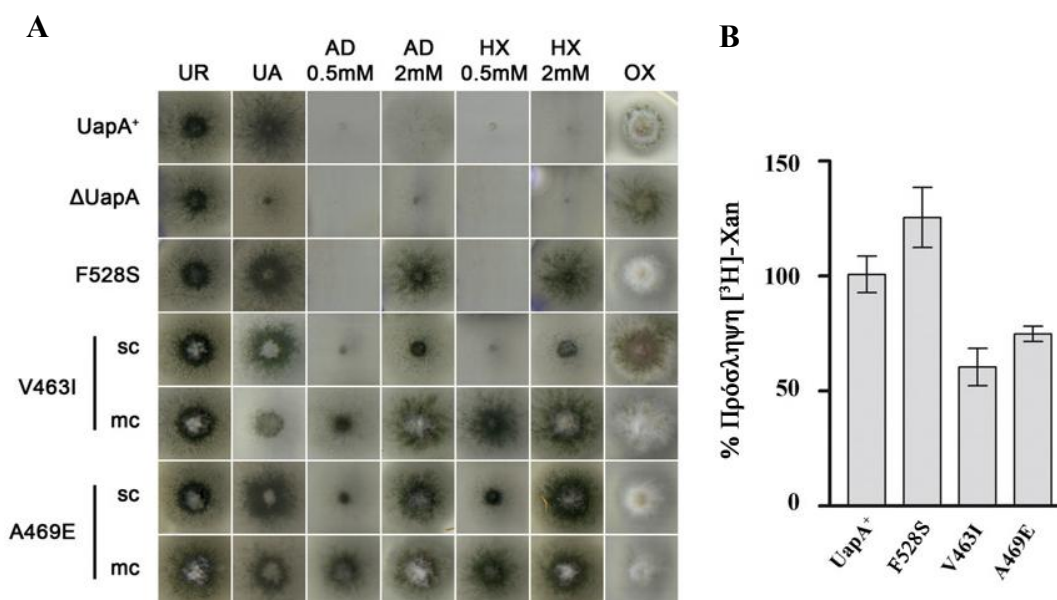 A
AD AD HX HX
UR UA 0.5mM 2mM 0.5mM 2mM OX
UapA⁺
ΔUapA
F528S
sc
V463I
mc
sc
A469E
mc
B
% Πρόσληψη [³H]-Xan
150
100
50
0
UapA⁺
F528S
V463I
A469E